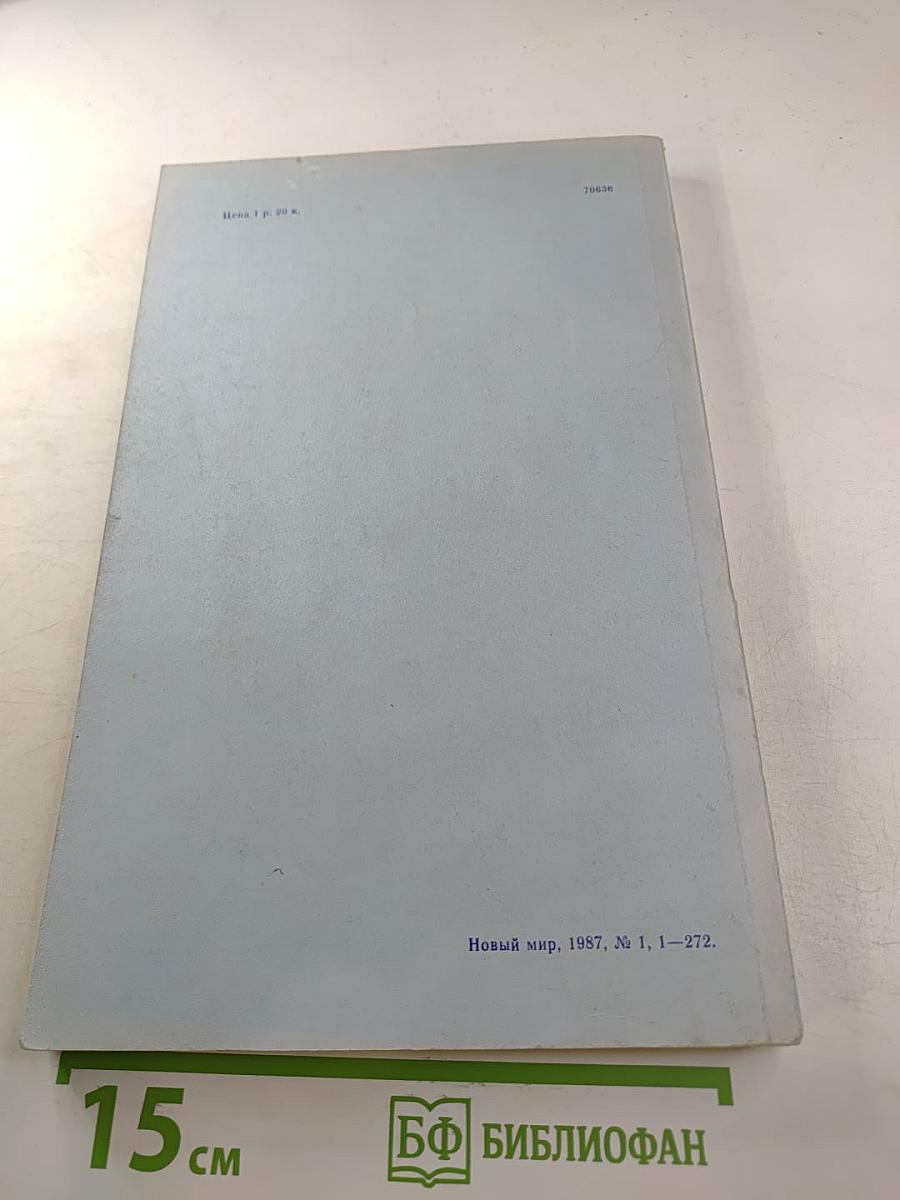 70636
Цена 1 р. 20 к.
Новый мир, 1987, № 1, 1—272.
15 см
БФ БИБЛИОФАН